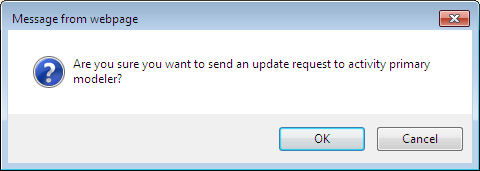 Message from webpage
Are you sure you want to send an update request to activity primary
modeler?
OK
Cancel